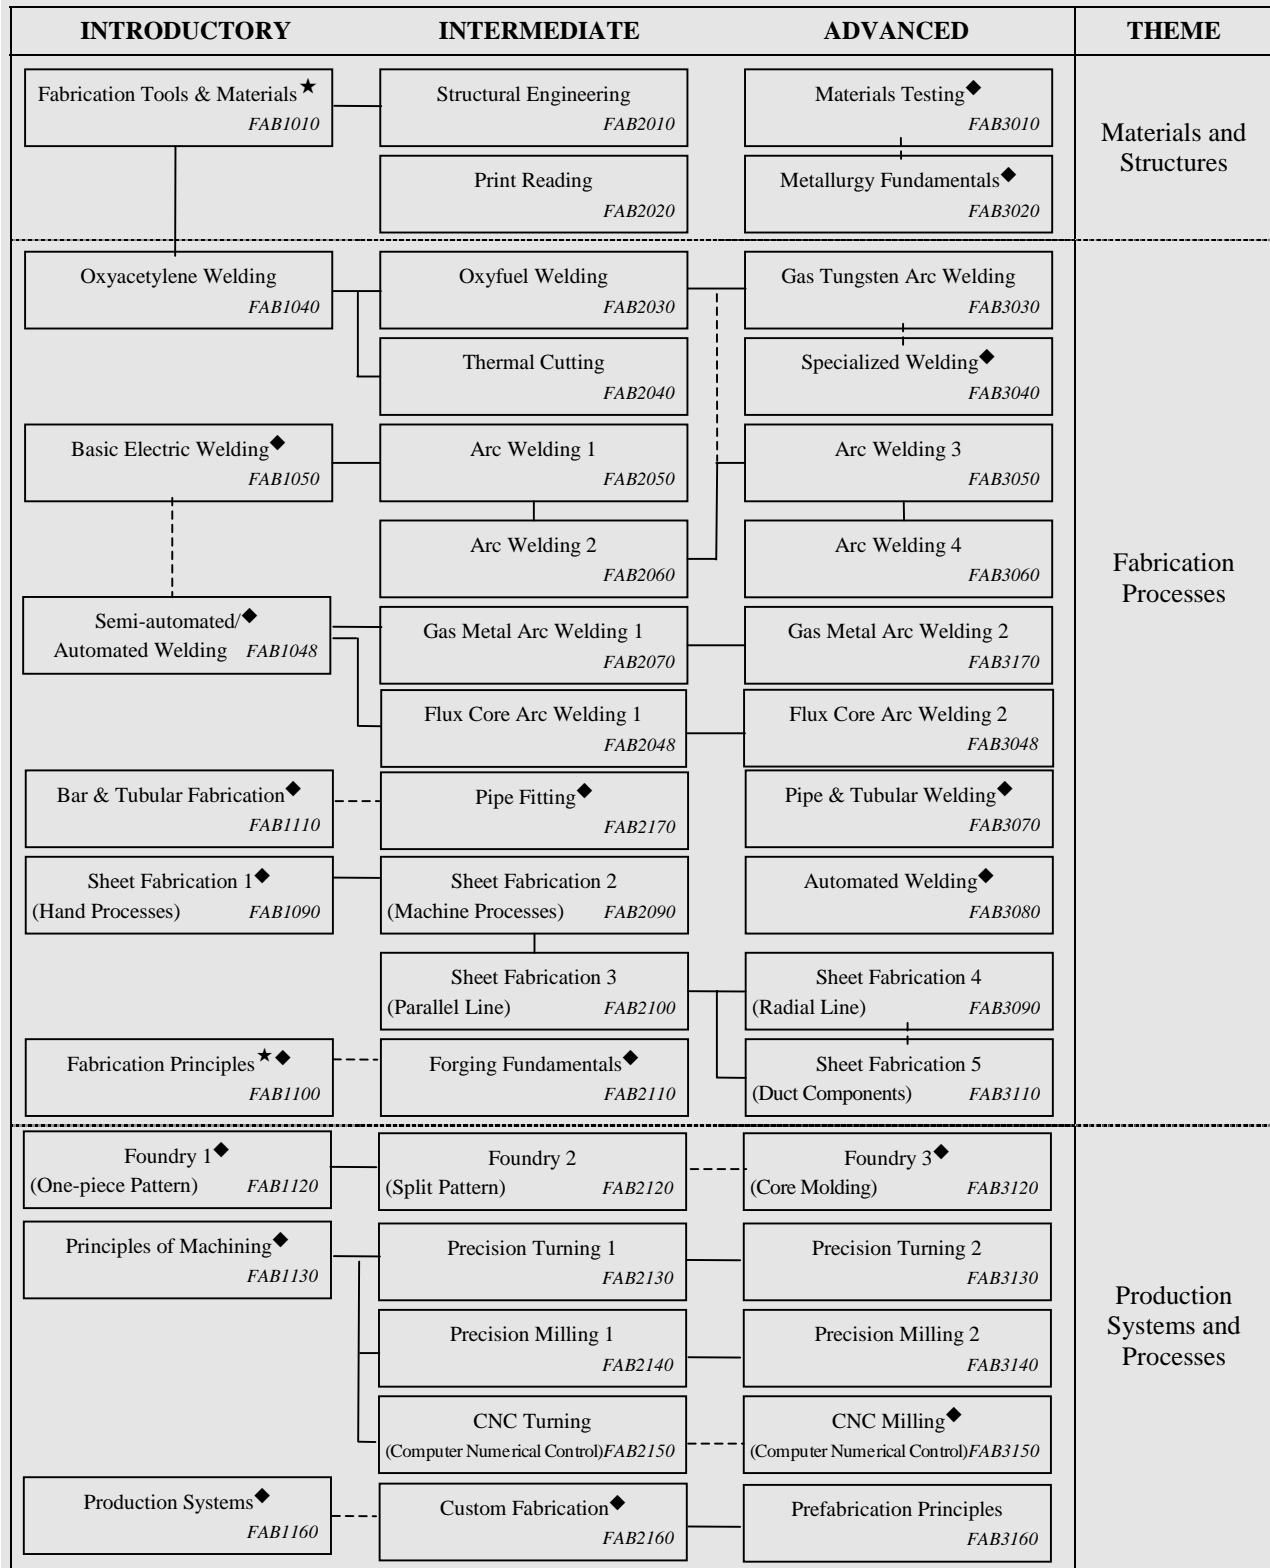 INTRODUCTORY INTERMEDIATE ADVANCED THEME
Fabrication Tools & Materials★
FAB1010
Structural Engineering
FAB2010
Materials Testing◆
FAB3010
Materials and
Structures
Print Reading
FAB2020
Metallurgy Fundamentals◆
FAB3020
Oxyacetylene Welding
FAB1040
Oxyfuel Welding
FAB2030
Gas Tungsten Arc Welding
FAB3030
Thermal Cutting
FAB2040
Specialized Welding◆
FAB3040
Basic Electric Welding◆
FAB1050
Arc Welding 1
FAB2050
Arc Welding 3
FAB3050
Arc Welding 2
FAB2060
Arc Welding 4
FAB3060
Fabrication
Processes
Semi-automated/◆
Automated Welding FAB1048
Gas Metal Arc Welding 1
FAB2070
Gas Metal Arc Welding 2
FAB3170
Flux Core Arc Welding 1
FAB2048
Flux Core Arc Welding 2
FAB3048
Bar & Tubular Fabrication◆
FAB1110
Pipe Fitting◆
FAB2170
Pipe & Tubular Welding◆
FAB3070
Sheet Fabrication 1◆
(Hand Processes) FAB1090
Sheet Fabrication 2
(Machine Processes) FAB2090
Automated Welding◆
FAB3080
Sheet Fabrication 3
(Parallel Line) FAB2100
Sheet Fabrication 4
(Radial Line) FAB3090
Fabrication Principles★◆
FAB1100
Forging Fundamentals◆
FAB2110
Sheet Fabrication 5
(Duct Components) FAB3110
Foundry 1◆
(One-piece Pattern) FAB1120
Foundry 2
(Split Pattern) FAB2120
Foundry 3◆
(Core Molding) FAB3120
Principles of Machining◆
FAB1130
Precision Turning 1
FAB2130
Precision Turning 2
FAB3130
Production
Systems and
Processes
Precision Milling 1
FAB2140
Precision Milling 2
FAB3140
CNC Turning
(Computer Numerical Control)FAB2150
CNC Milling◆
(Computer Numerical Control)FAB3150
Production Systems◆
FAB1160
Custom Fabrication◆
FAB2160
Prefabrication Principles
FAB3160